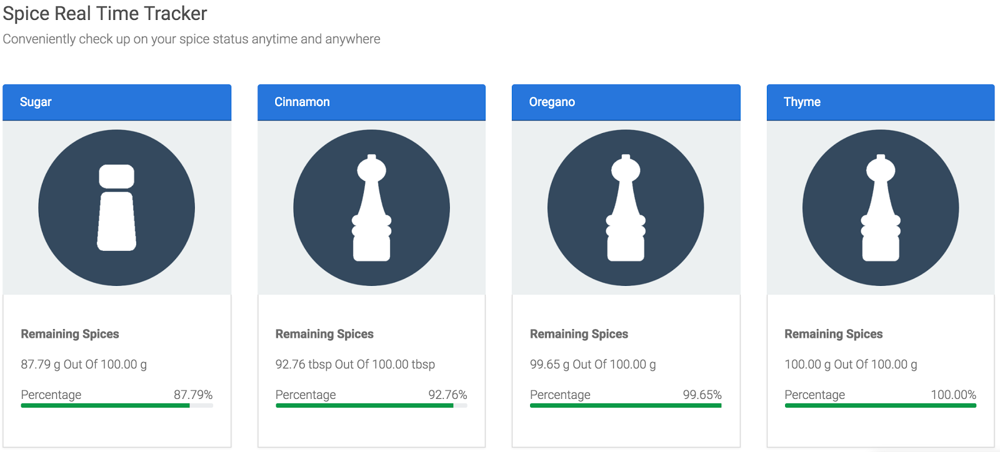 Spice Real Time Tracker
Conveniently check up on your spice status anytime and anywhere
Sugar
Remaining Spices
87.79 g Out Of 100.00 g
Percentage 87.79%
Cinnamon
Remaining Spices
92.76 tbsp Out Of 100.00 tbsp
Percentage 92.76%
Oregano
Remaining Spices
99.65 g Out Of 100.00 g
Percentage 99.65%
Thyme
Remaining Spices
100.00 g Out Of 100.00 g
Percentage 100.00%